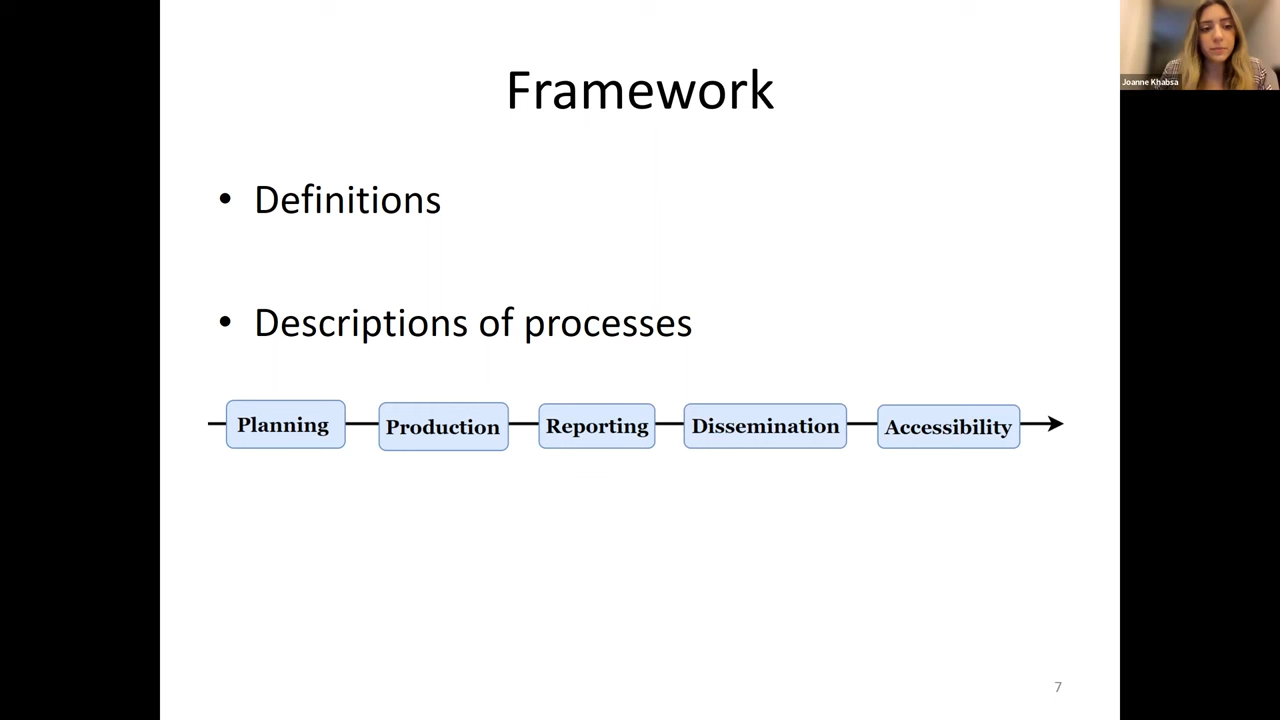 Framework
Joanne Khabsa
• Definitions
• Descriptions of processes
Planning Production Reporting Dissemination Accessibility
7